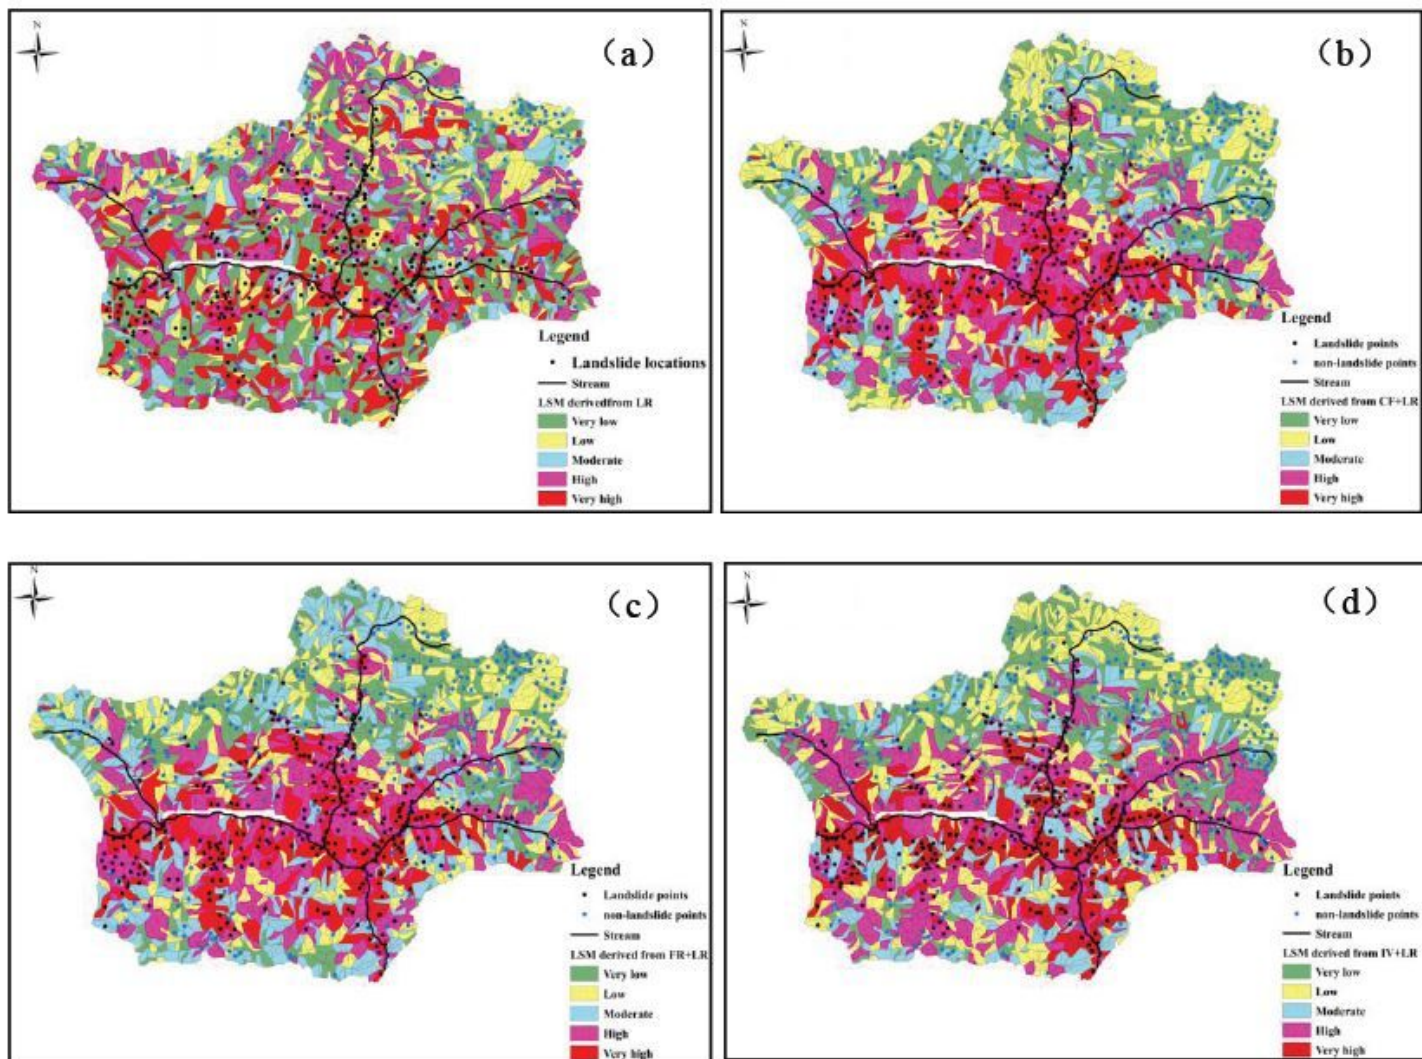 N
(a)
Legend
Landslide locations
Stream
LSM derivedfrom LR
Very low
Low
Moderate
High
Very high
N
(b)
Legend
Landslide points
non-landslide points
Stream
LSM derived from CF+LR
Very low
Low
Moderate
High
Very high
N
(c)
Legend
Landslide points
non-landslide points
Stream
LSM derived from FR+LR
Very low
Low
Moderate
High
Very high
N
(d)
Legend
Landslide points
non-landslide points
Stream
LSM derived from IV+LR
Very low
Low
Moderate
High
Very high